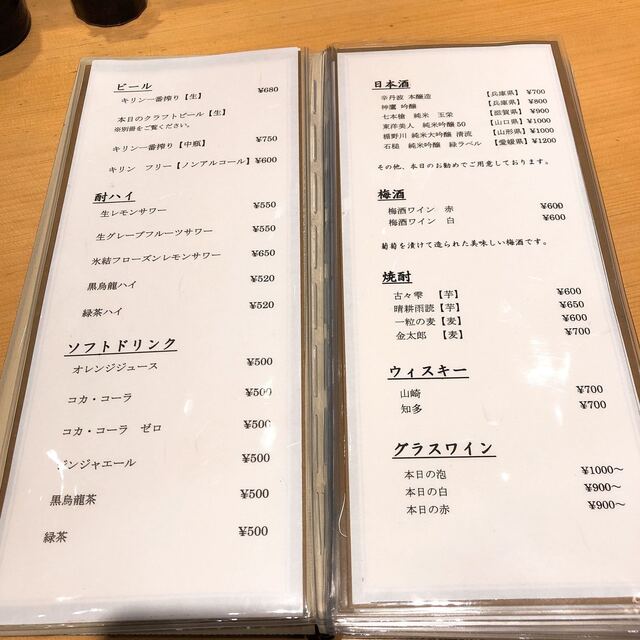 ビール
キリン一番搾り【生】 ¥680
本日のクラフトビール【生】
※別冊をご覧ください。
キリン一番搾り【中瓶】 ¥750
キリン フリー【ノンアルコール】 ¥600
酎ハイ
生レモンサワー ¥550
生グレープフルーツサワー ¥550
氷結フローズンレモンサワー ¥650
黒烏龍ハイ ¥520
緑茶ハイ ¥520
ソフトドリンク
オレンジジュース ¥500
コカ・コーラ ¥500
コカ・コーラ ゼロ ¥500
ジンジャエール ¥500
黒烏龍茶 ¥500
緑茶 ¥500
日本酒
辛丹波 本醸造 【兵庫県】 ¥700
神鷹 吟醸 【兵庫県】 ¥800
七本槍 純米 玉栄 【滋賀県】 ¥900
東洋美人 純米吟醸 50 【山口県】 ¥1000
楯野川 純米大吟醸 清流 【山形県】 ¥1000
石鎚 純米吟醸 緑ラベル 【愛媛県】 ¥1200
その他、本日のお勧めでご用意しております。
梅酒
梅酒ワイン 赤 ¥600
梅酒ワイン 白 ¥600
葡萄を漬けて造られた美味しい梅酒です。
焼酎
古々雫 【芋】 ¥600
晴耕雨読【芋】 ¥650
一粒の麦【麦】 ¥600
金太郎 【麦】 ¥700
ウィスキー
山崎 ¥700
知多 ¥700
グラスワイン
本日の泡 ¥1000～
本日の白 ¥900～
本日の赤 ¥900～